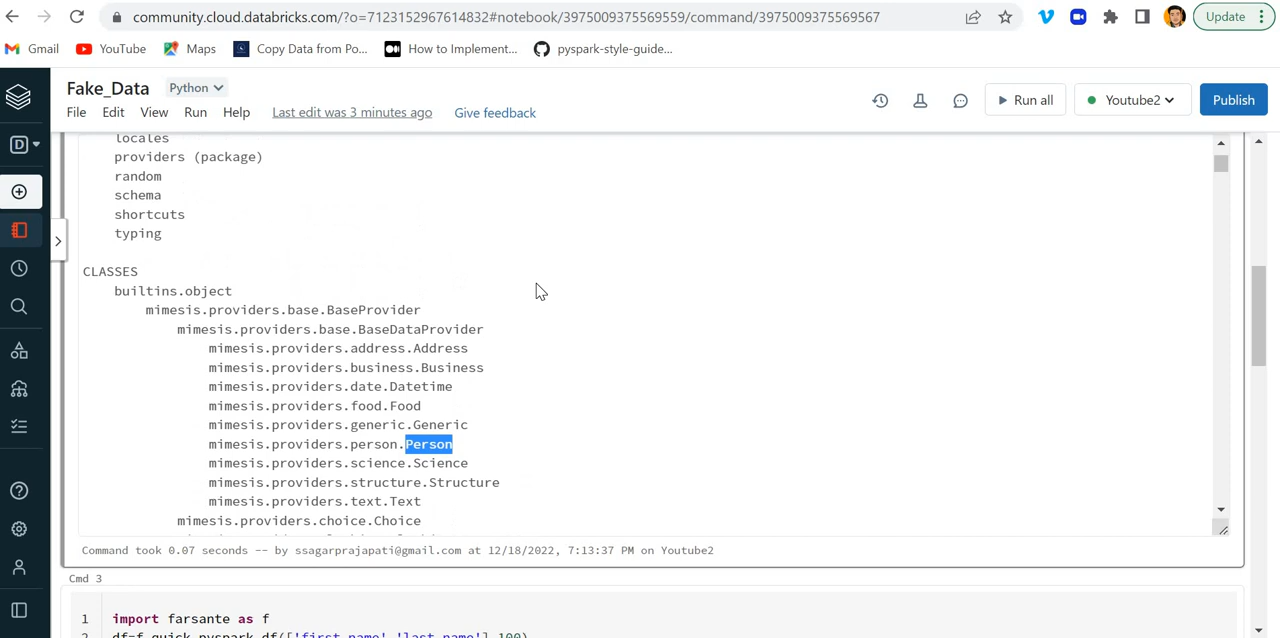 community.cloud.databricks.com/?o=7123152967614832#notebook/3975009375569559/command/3975009375569567
Update
Gmail YouTube Maps Copy Data from Po... How to Implement... pyspark-style-guide...
Fake_Data Python
File Edit View Run Help Last edit was 3 minutes ago Give feedback
Run all Youtube2 Publish
D
locales
providers (package)
random
schema
shortcuts
typing
CLASSES
builtins.object
mimesis.providers.base.BaseProvider
mimesis.providers.base.BaseDataProvider
mimesis.providers.address.Address
mimesis.providers.business.Business
mimesis.providers.date.Datetime
mimesis.providers.food.Food
mimesis.providers.generic.Generic
mimesis.providers.person.Person
mimesis.providers.science.Science
mimesis.providers.structure.Structure
mimesis.providers.text.Text
mimesis.providers.choice.Choice
Command took 0.07 seconds -- by ssagarprajapati@gmail.com at 12/18/2022, 7:13:37 PM on Youtube2
Cmd 3
1 import farsante as f
2 df=f.quick_pyspark_df(['first_name','last_name'],100)